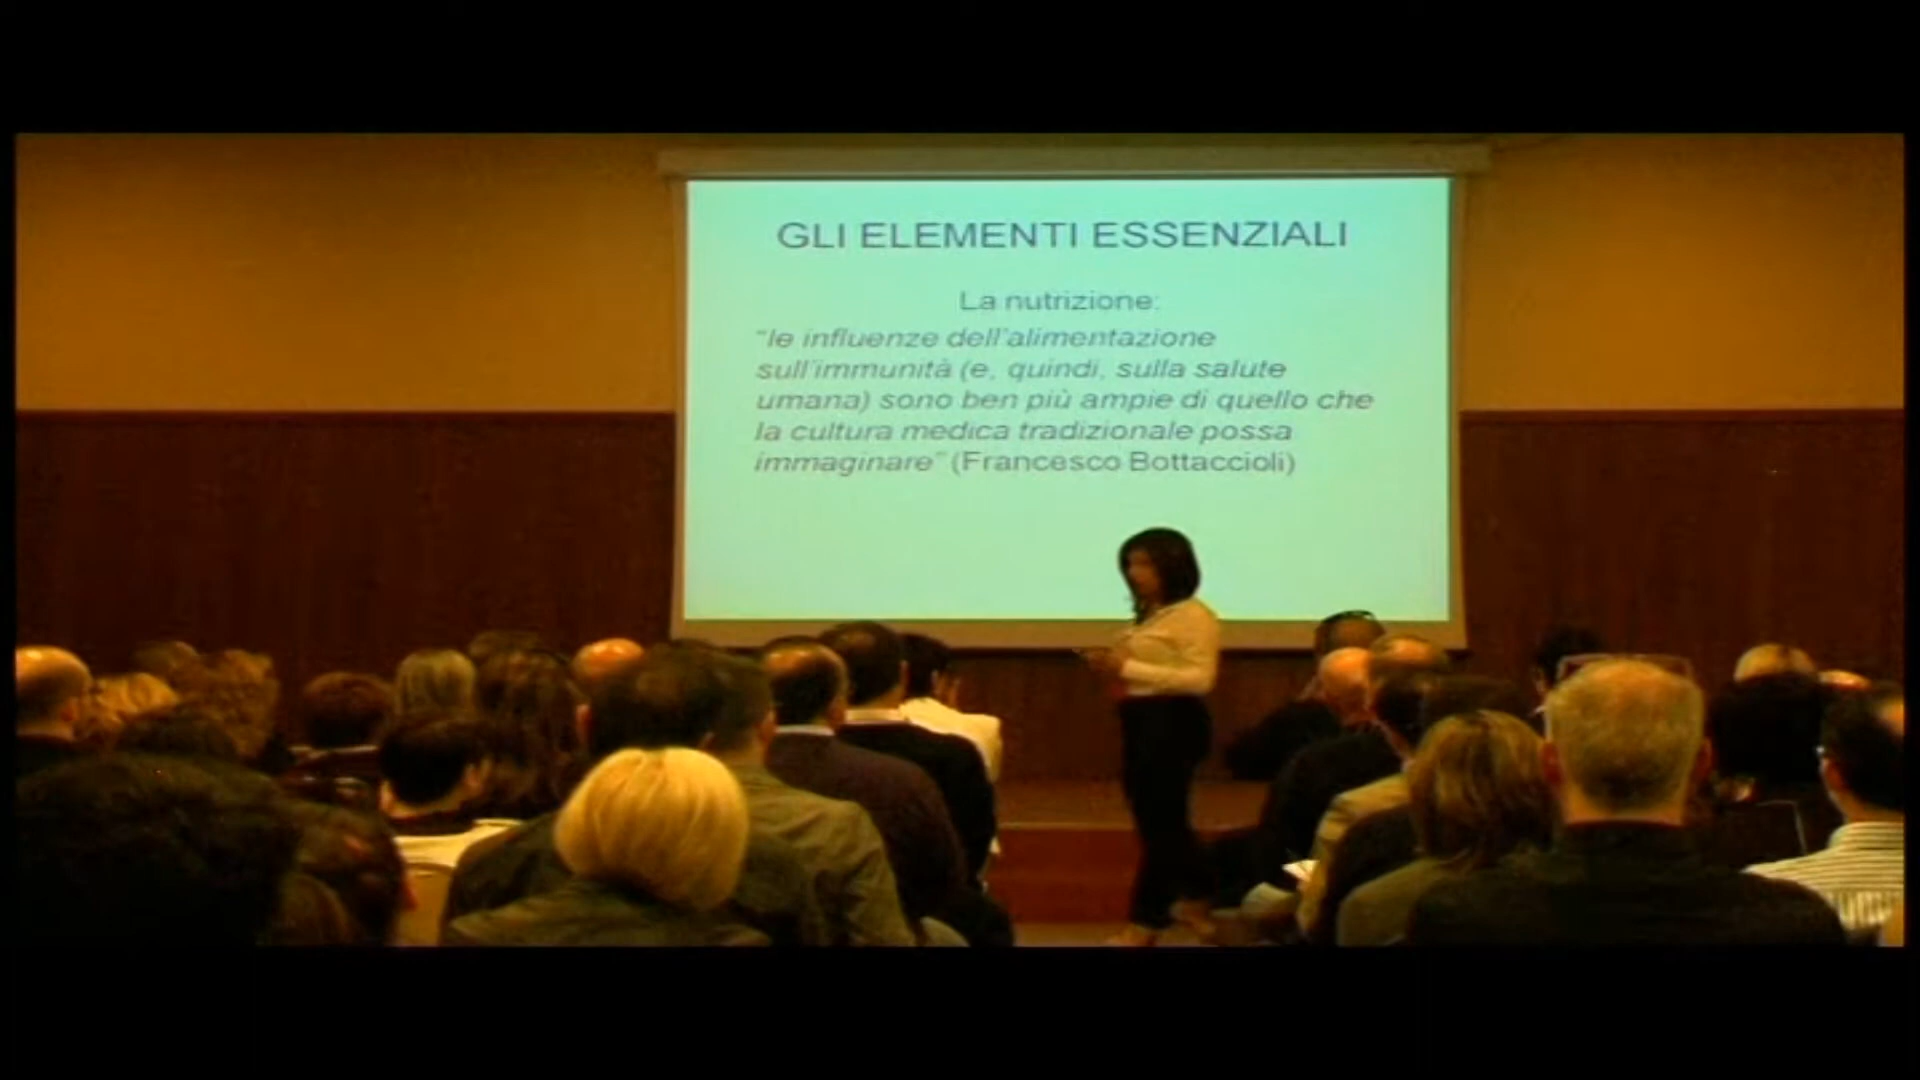 GLI ELEMENTI ESSENZIALI
La nutrizione:
"le influenze dell'alimentazione
sull'immunità (e, quindi, sulla salute
umana) sono ben più ampie di quello che
la cultura medica tradizionale possa
immaginare" (Francesco Bottaccioli)